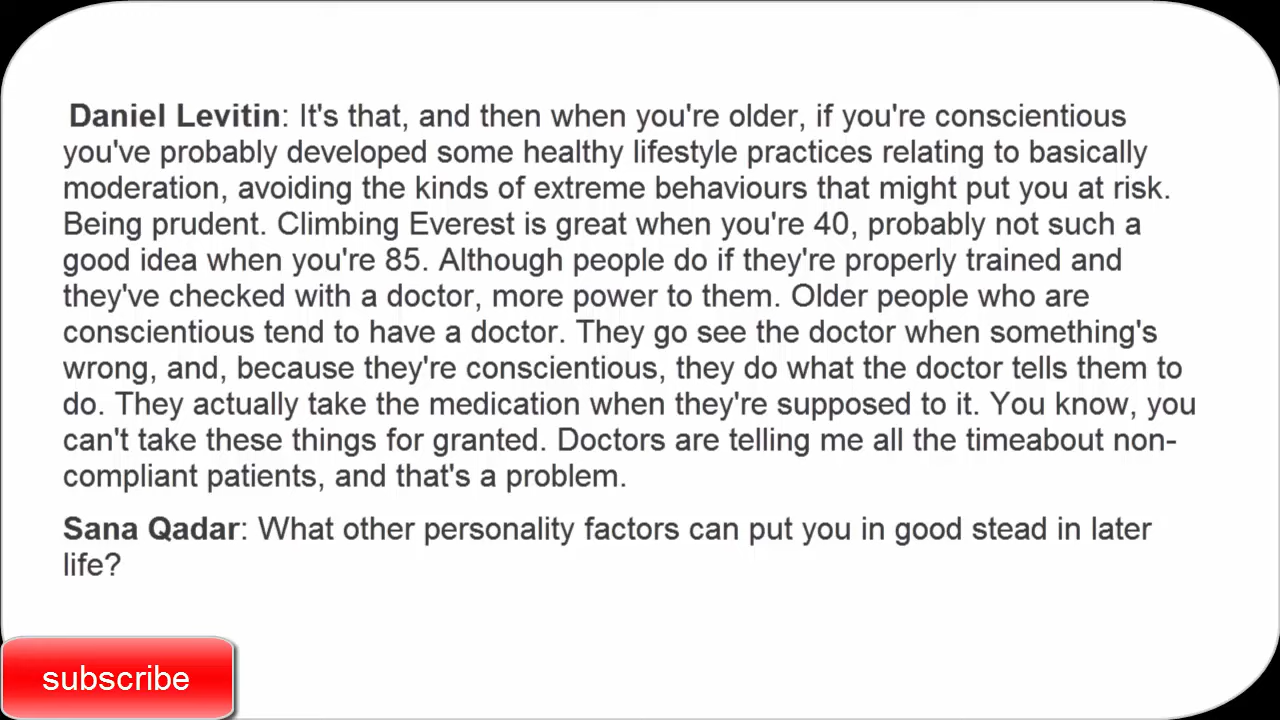 Daniel Levitin: It's that, and then when you're older, if you're conscientious
you've probably developed some healthy lifestyle practices relating to basically
moderation, avoiding the kinds of extreme behaviours that might put you at risk.
Being prudent. Climbing Everest is great when you're 40, probably not such a
good idea when you're 85. Although people do if they're properly trained and
they've checked with a doctor, more power to them. Older people who are
conscientious tend to have a doctor. They go see the doctor when something's
wrong, and, because they're conscientious, they do what the doctor tells them to
do. They actually take the medication when they're supposed to it. You know, you
can't take these things for granted. Doctors are telling me all the timeabout non-
compliant patients, and that's a problem.
Sana Qadar: What other personality factors can put you in good stead in later
life?
subscribe